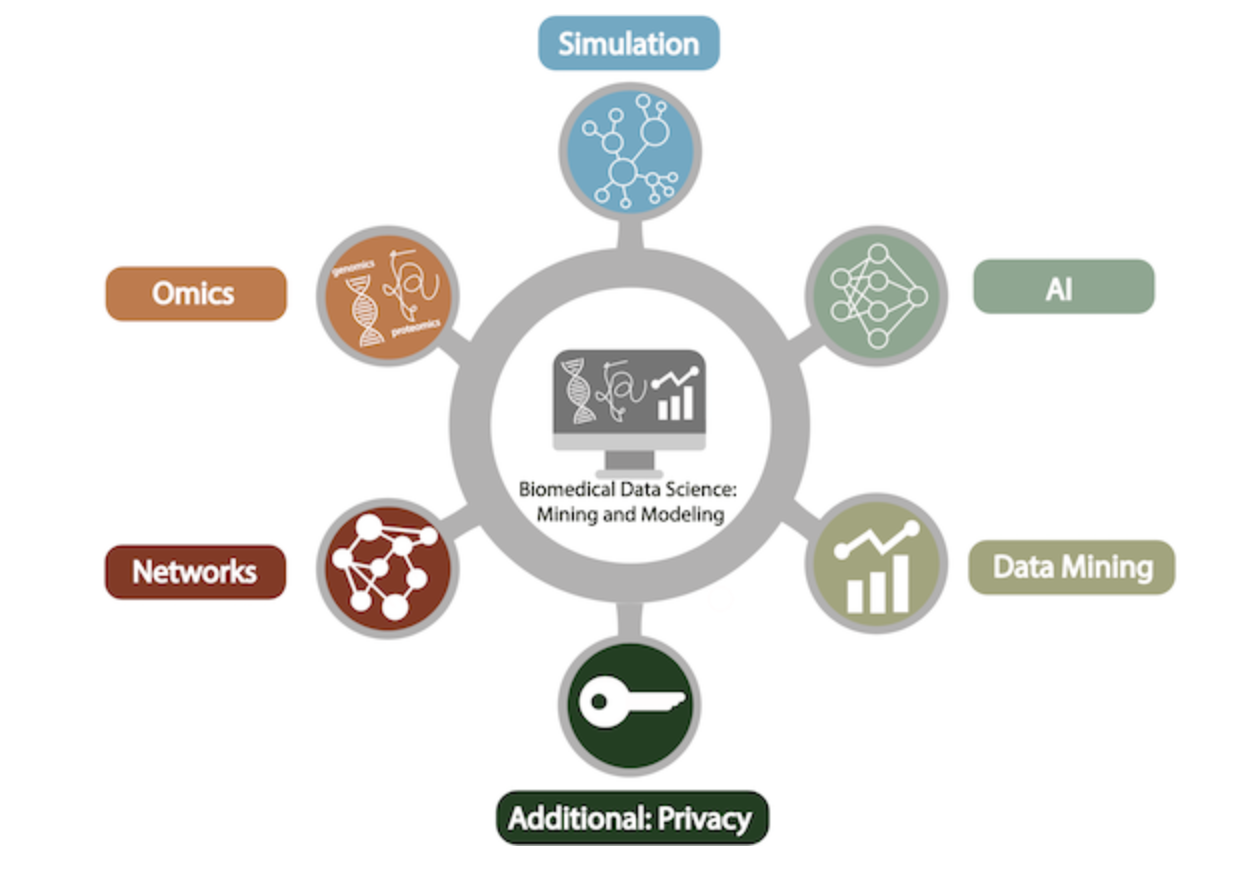 Simulation
Omics
genomics
proteomics
AI
Biomedical Data Science:
Mining and Modeling
Networks
Data Mining
Additional: Privacy